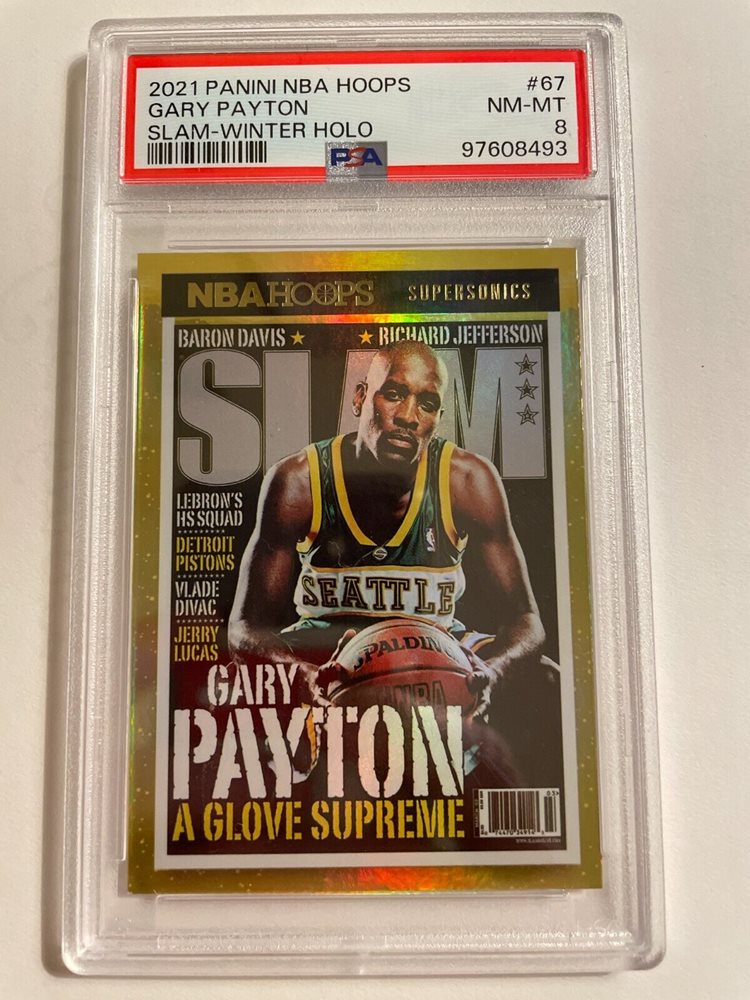 2021 PANINI NBA HOOPS #67
GARY PAYTON NM-MT
SLAM-WINTER HOLO 8
PSA 97608493
NBA HOOPS SUPERSONICS
BARON DAVIS ★ ★ RICHARD JEFFERSON
SLAM
LEBRON'S
HS SQUAD
DETROIT
PISTONS
VLADE
DIVAC
JERRY
LUCAS
SEATTLE
SPALDING
NBA
GARY
PAYTON
A GLOVE SUPREME
03>